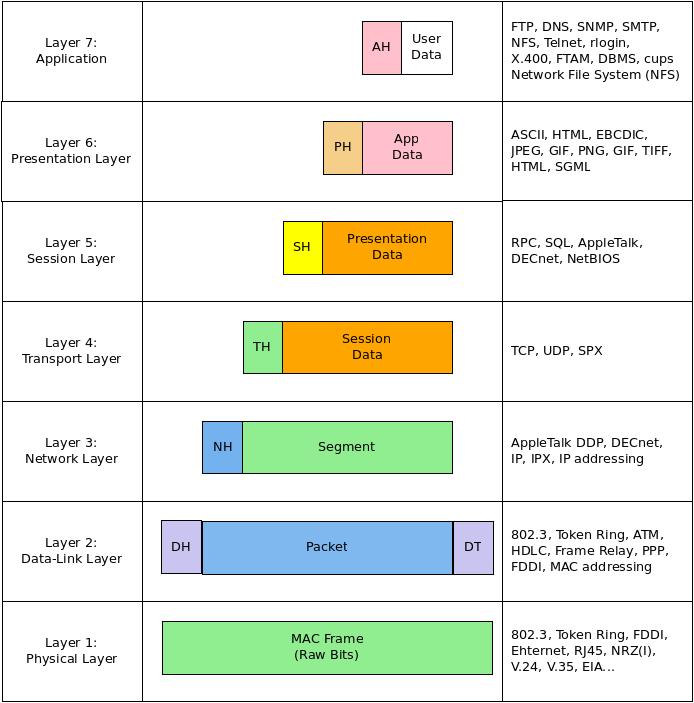 Layer 7:
Application
AH
User
Data
FTP, DNS, SNMP, SMTP,
NFS, Telnet, rlogin,
X.400, FTAM, DBMS, cups
Network File System (NFS)
Layer 6:
Presentation Layer
PH
App
Data
ASCII, HTML, EBCDIC,
JPEG, GIF, PNG, GIF, TIFF,
HTML, SGML
Layer 5:
Session Layer
SH
Presentation
Data
RPC, SQL, AppleTalk,
DECnet, NetBIOS
Layer 4:
Transport Layer
TH
Session
Data
TCP, UDP, SPX
Layer 3:
Network Layer
NH
Segment
AppleTalk DDP, DECnet,
IP, IPX, IP addressing
Layer 2:
Data-Link Layer
DH
Packet
DT
802.3, Token Ring, ATM,
HDLC, Frame Relay, PPP,
FDDI, MAC addressing
Layer 1:
Physical Layer
MAC Frame
(Raw Bits)
802.3, Token Ring, FDDI,
Ehternet, RJ45, NRZ(I),
V.24, V.35, EIA...